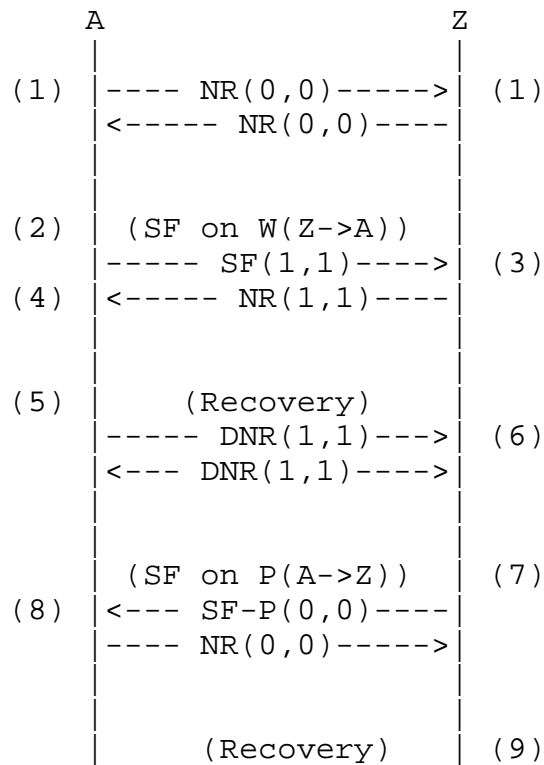 A Z
(1) |---- NR(0,0)----->| (1)
|<----- NR(0,0)----|
(2) | (SF on W(Z->A)) |
|----- SF(1,1)---->| (3)
(4) |<----- NR(1,1)----|
(5) | (Recovery) |
|----- DNR(1,1)--->| (6)
|<--- DNR(1,1)---->|
| (SF on P(A->Z)) | (7)
(8) |<--- SF-P(0,0)----|
|---- NR(0,0)----->|
| (Recovery) | (9)